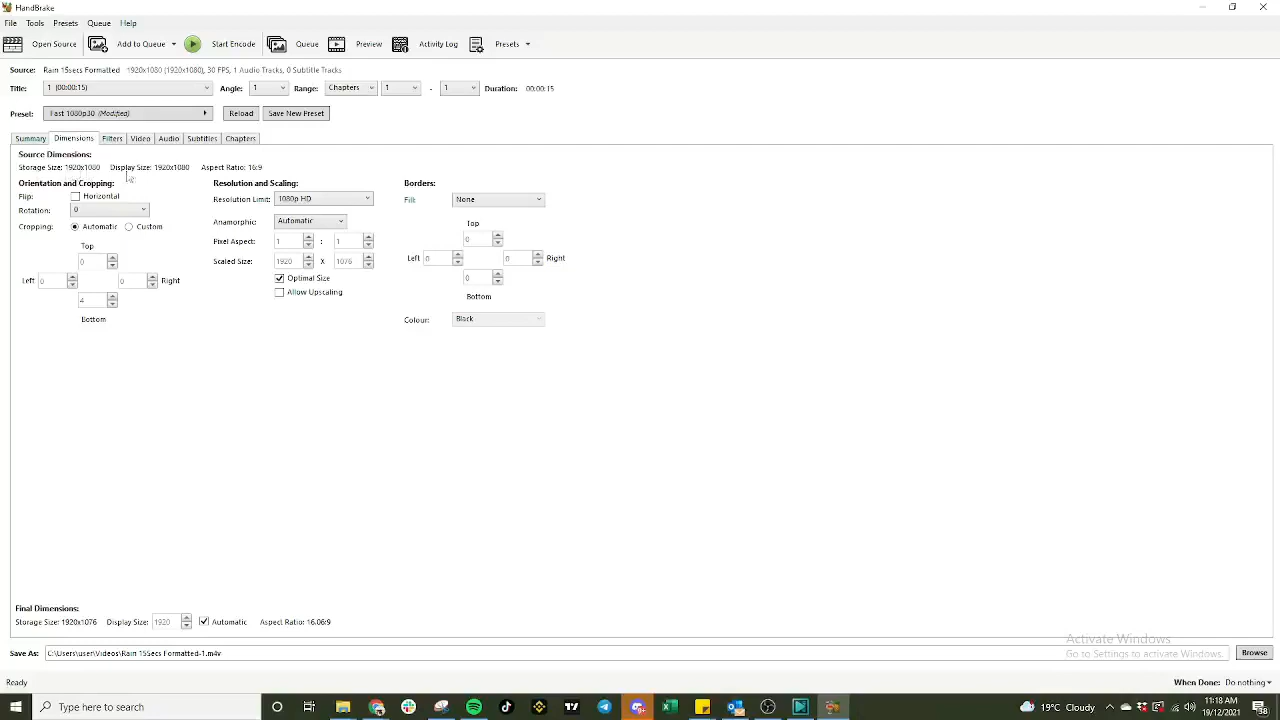 HandBrake
File Tools Presets Queue Help
Open Source Add to Queue Start Encode Queue Preview Activity Log Presets
Source: Rain 15secs Formatted 1920x1080 (1920x1080), 30 FPS, 1 Audio Tracks, 0 Subtitle Tracks
Title: 1 (00:00:15) Angle: 1 Range: Chapters 1 - 1 Duration: 00:00:15
Preset: Fast 1080p30 (Modified) Reload Save New Preset
Summary Dimensions Filters Video Audio Subtitles Chapters
Source Dimensions:
Storage Size: 1920x1080 Display Size: 1920x1080 Aspect Ratio: 16:9
Orientation and Cropping: Resolution and Scaling: Borders:
Flip: Horizontal Resolution Limit: 1080p HD Fill: None
Rotation: 0
Cropping: Automatic Custom Anamorphic: Automatic Top
Top Pixel Aspect: 1 : 1 0
0 Scaled Size: 1920 X 1076 Left 0 0 Right
Left 0 0 Right Optimal Size 0
4 Allow Upscaling Bottom
Bottom Colour: Black
Final Dimensions:
Storage Size: 1920x1076 Display Size: 1920 Automatic Aspect Ratio: 16.06:9
Activate Windows
Go to Settings to activate Windows.
Save As: C:\Users\user\Videos\Rain 15Secs Formatted-1.m4v Browse
Ready When Done: Do nothing
Type here to search 19°C Cloudy 11:18 AM
19/12/2021